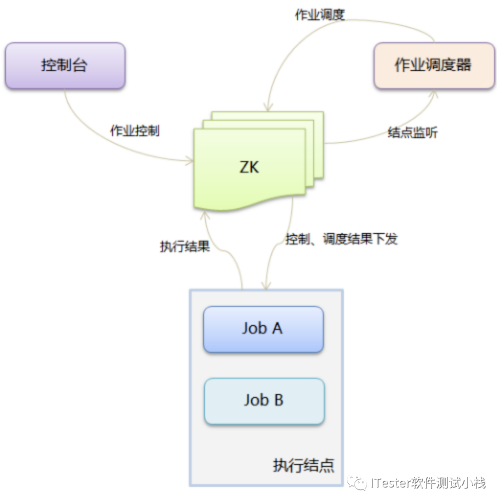 作业调度
控制台
作业调度器
作业控制
结点监听
ZK
执行结果
控制、调度结果下发
Job A
Job B
执行结点
ITester软件测试小栈